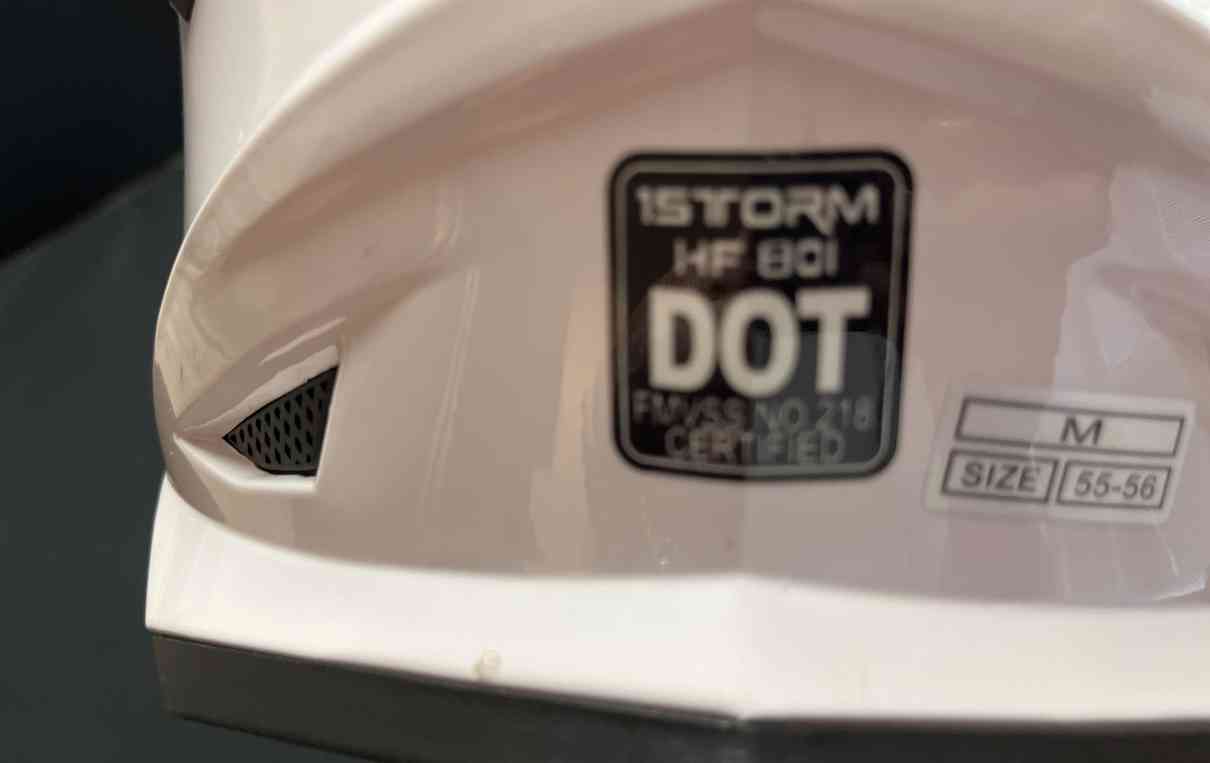 1STORM
HF 801
DOT
FMVSS NO.218
CERTIFIED
M
SIZE 55-56